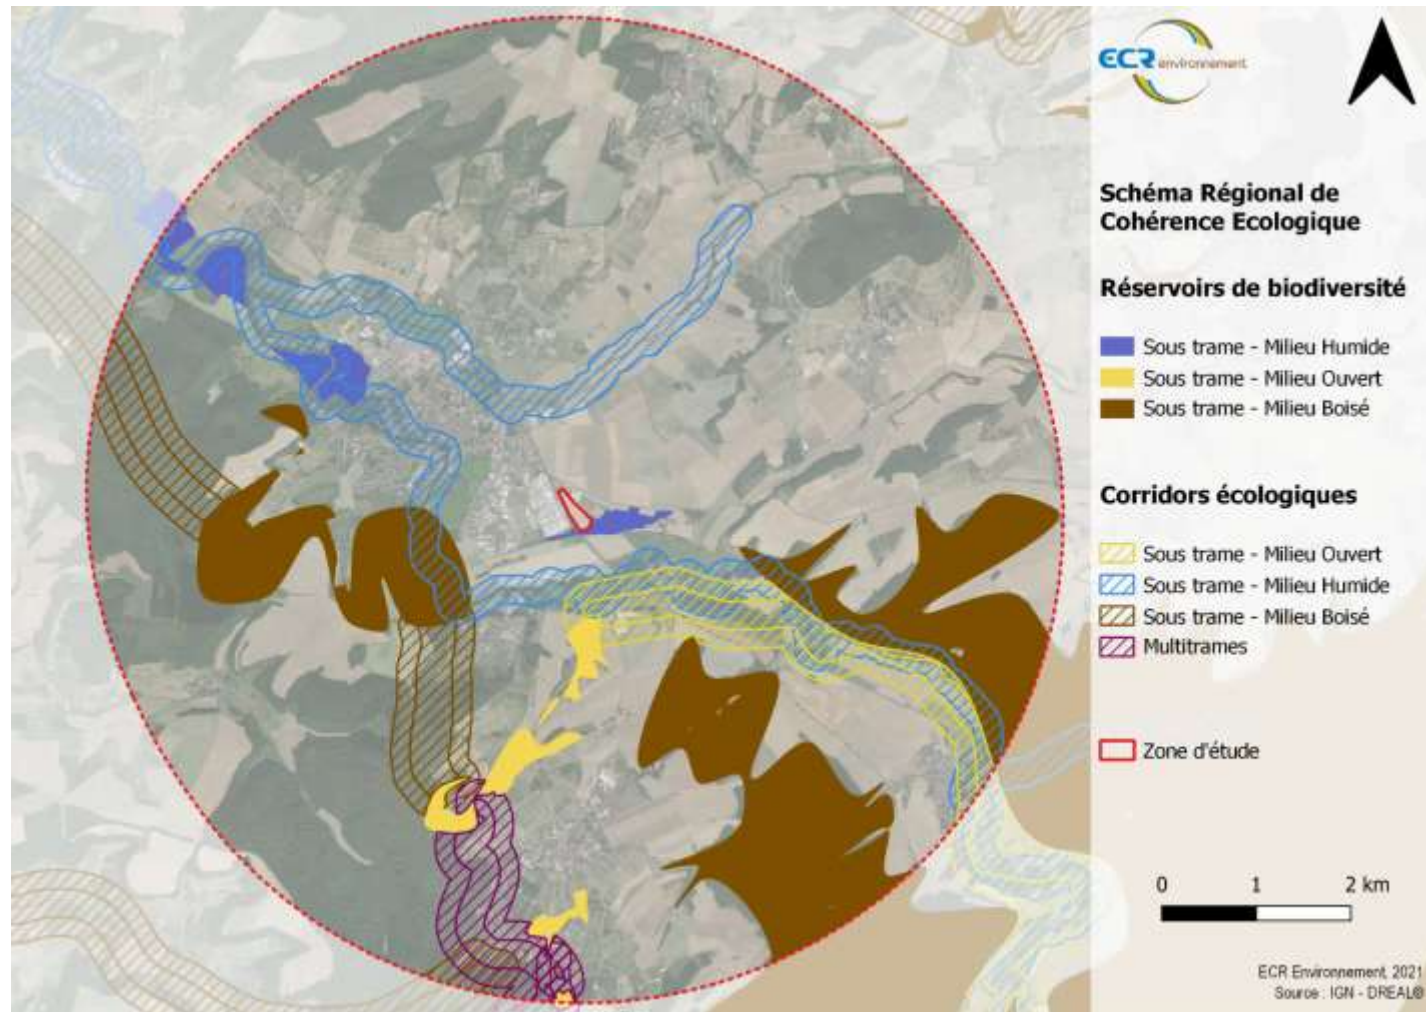 ECR environnement
Schéma Régional de
Cohérence Ecologique
Réservoirs de biodiversité
Sous trame - Milieu Humide
Sous trame - Milieu Ouvert
Sous trame - Milieu Boisé
Corridors écologiques
Sous trame - Milieu Ouvert
Sous trame - Milieu Humide
Sous trame - Milieu Boisé
Multitrames
Zone d'étude
0 1 2 km
ECR Environnement, 2021
Source : IGN - DREAL®